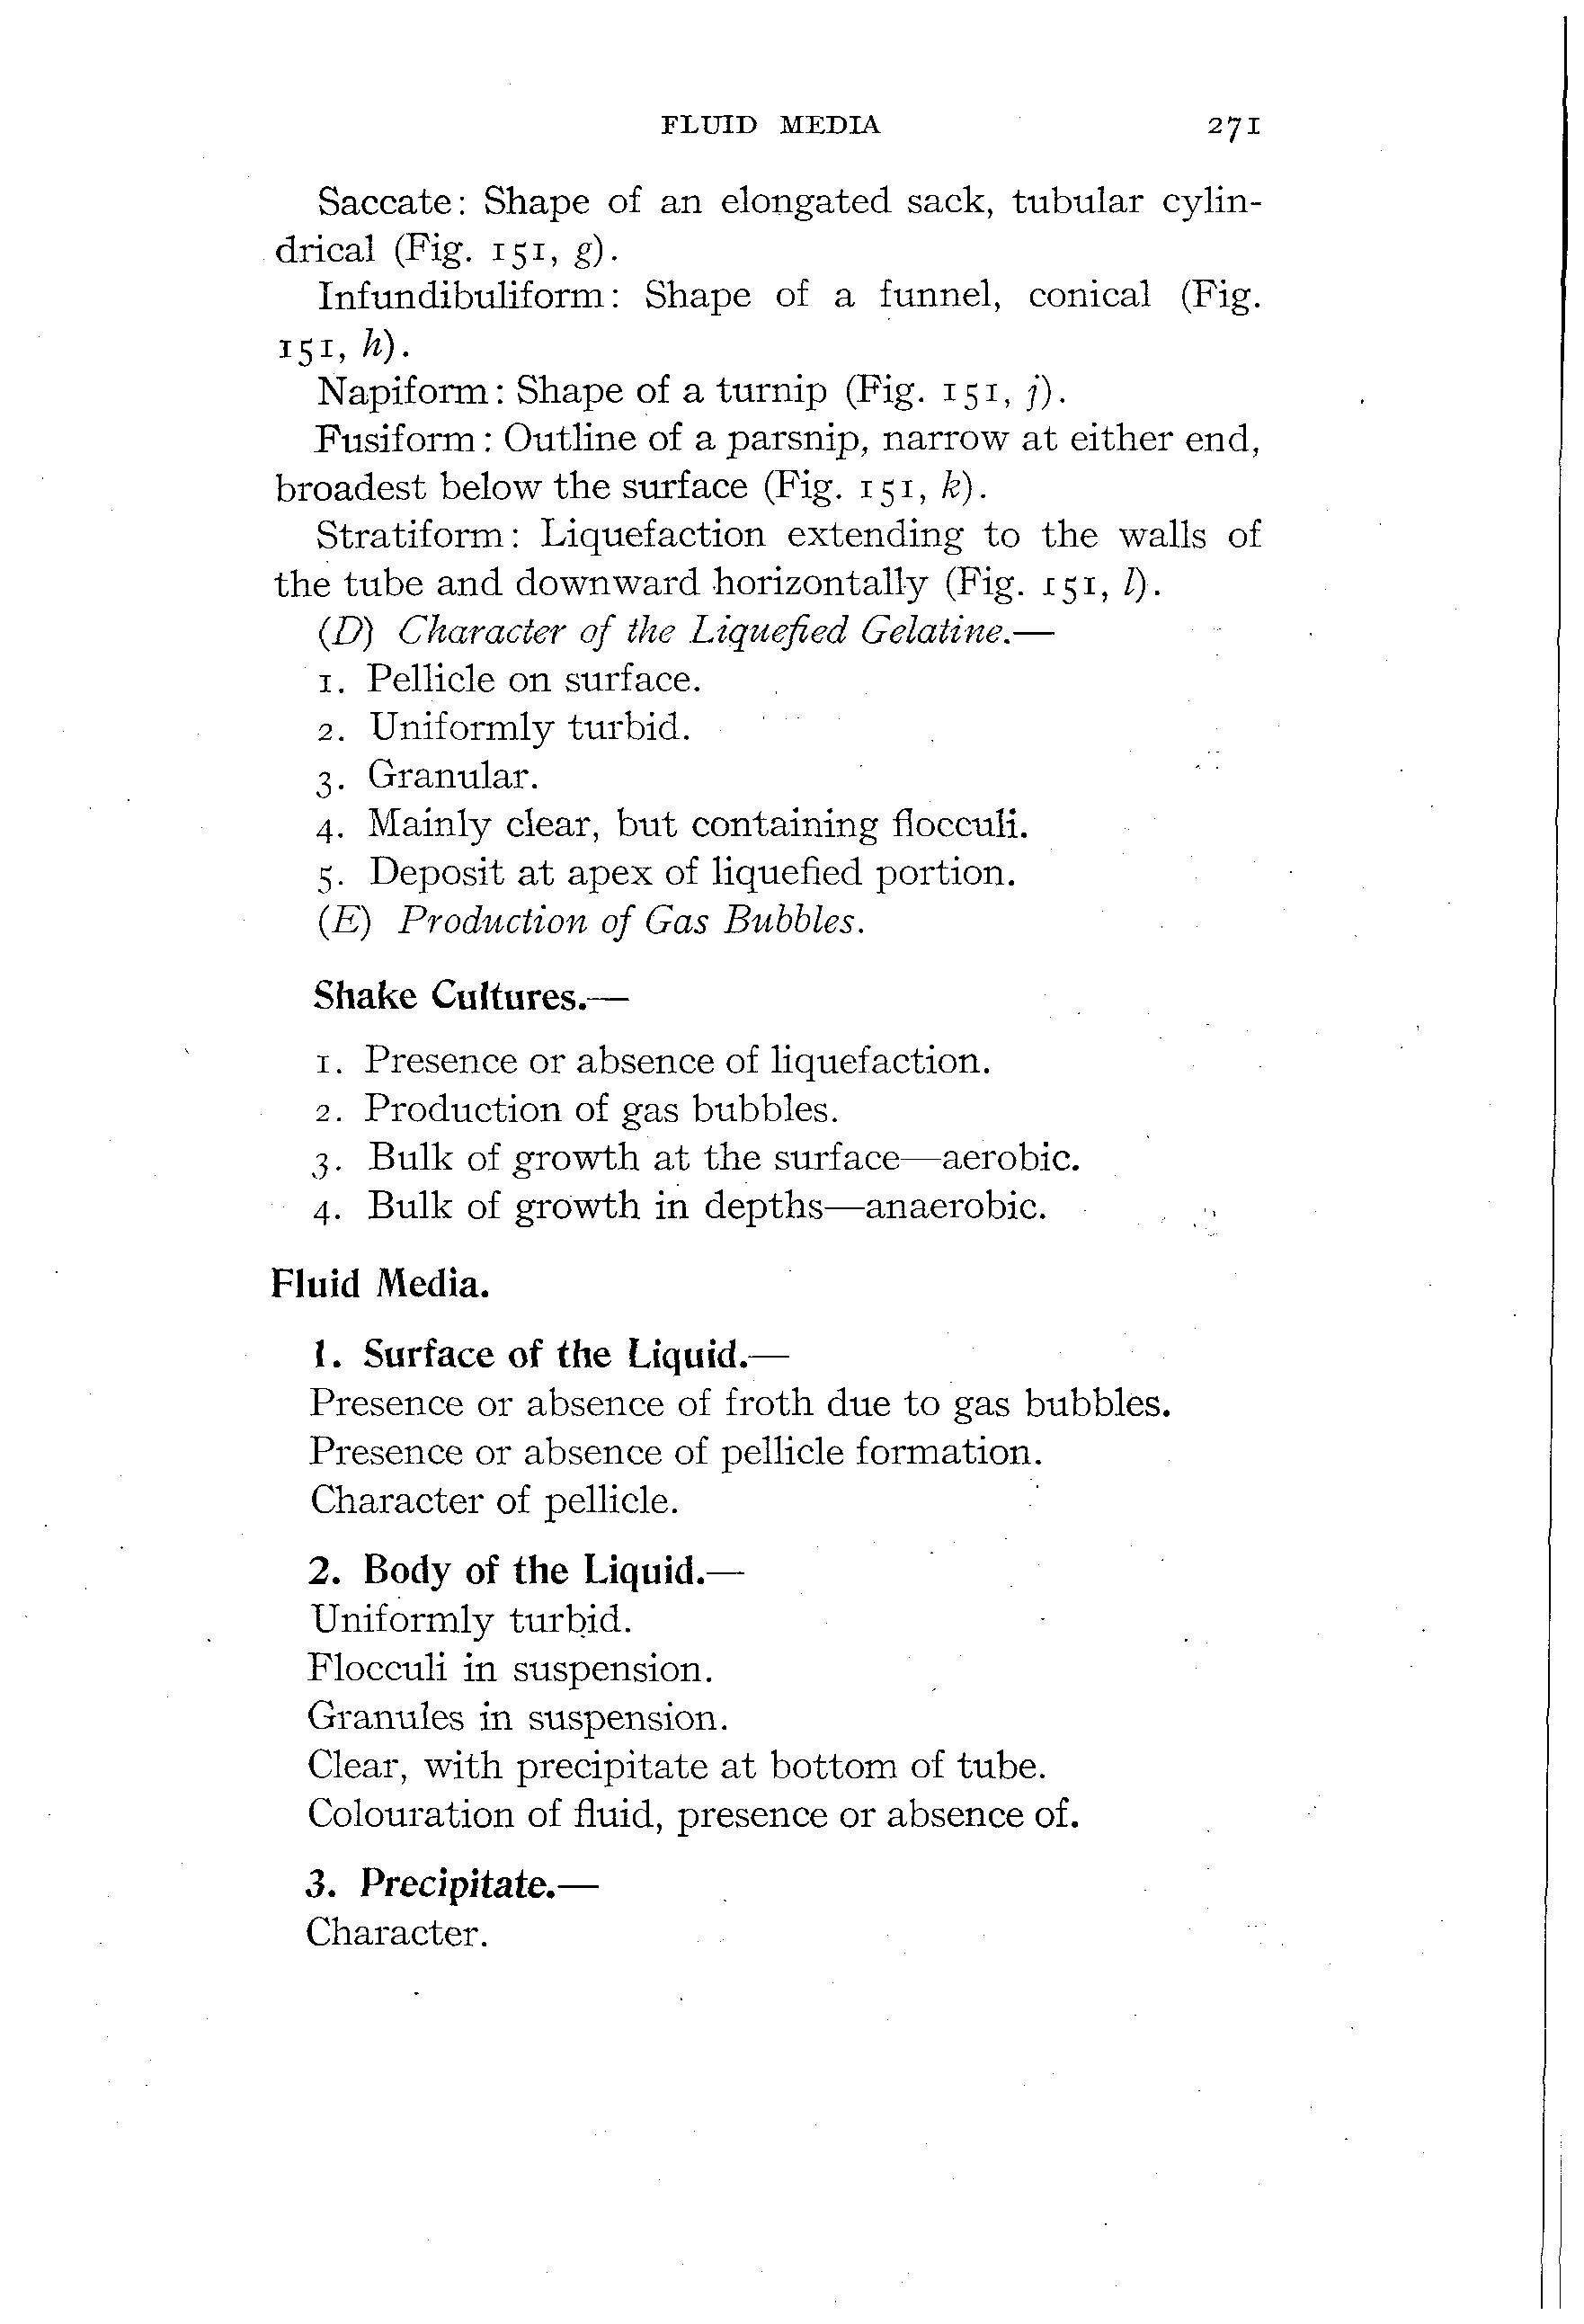 FLUID MEDIA 271
Saccate: Shape of an elongated sack, tubular cylin-
drical (Fig. 151, g).
Infundibuliform: Shape of a funnel, conical (Fig.
151, h).
Napiform: Shape of a turnip (Fig. 151, j).
Fusiform: Outline of a parsnip, narrow at either end,
broadest below the surface (Fig. 151, k).
Stratiform: Liquefaction extending to the walls of
the tube and downward horizontally (Fig. 151, l).
(D) Character of the Liquefied Gelatine.—
1. Pellicle on surface.
2. Uniformly turbid.
3. Granular.
4. Mainly clear, but containing flocculi.
5. Deposit at apex of liquefied portion.
(E) Production of Gas Bubbles.
Shake Cultures.—
1. Presence or absence of liquefaction.
2. Production of gas bubbles.
3. Bulk of growth at the surface—aerobic.
4. Bulk of growth in depths—anaerobic.
Fluid Media.
1. Surface of the Liquid.—
Presence or absence of froth due to gas bubbles.
Presence or absence of pellicle formation.
Character of pellicle.
2. Body of the Liquid.—
Uniformly turbid.
Flocculi in suspension.
Granules in suspension.
Clear, with precipitate at bottom of tube.
Colouration of fluid, presence or absence of.
3. Precipitate.—
Character.